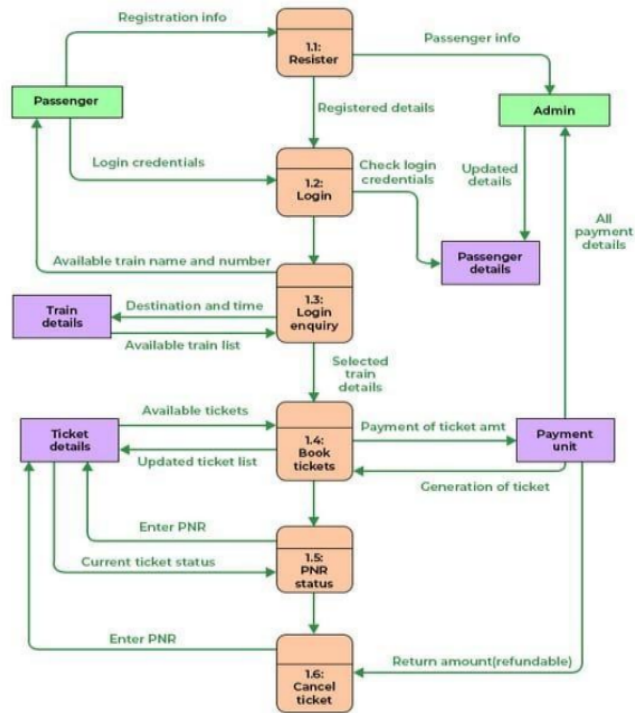 Registration info
1.1:
Resister
Passenger info
Passenger
Admin
Registered details
Login credentials
1.2:
Login
Check login
credentials
Updated
details
All
payment
details
Available train name and number
Passenger
details
1.3:
Login
enquiry
Train
details
Destination and time
Available train list
Selected
train
details
Available tickets
Ticket
details
1.4:
Book
tickets
Payment of ticket amt
Payment
unit
Updated ticket list
Generation of ticket
Enter PNR
1.5:
PNR
status
Current ticket status
Enter PNR
1.6:
Cancel
ticket
Return amount(refundable)